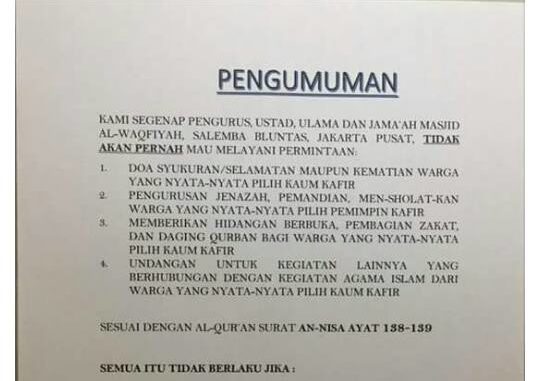 PENGUMUMAN
KAMI SEGENAP PENGURUS, USTAD, ULAMA DAN JAMA'AH MASJID
AL-WAQFIYAH, SALEMBA BLUNTAS, JAKARTA PUSAT, TIDAK
AKAN PERNAH MAU MELAYANI PERMINTAAN:
1. DOA SYUKURAN/SELAMATAN MAUPUN KEMATIAN WARGA
YANG NYATA-NYATA PILIH KAUM KAFIR
2. PENGURUSAN JENAZAH, PEMANDIAN, MEN-SHOLAT-KAN
WARGA YANG NYATA-NYATA PILIH PEMIMPIN KAFIR
3. MEMBERIKAN HIDANGAN BERBUKA, PEMBAGIAN ZAKAT,
DAN DAGING QURBAN BAGI WARGA YANG NYATA-NYATA
PILIH KAUM KAFIR
4. UNDANGAN UNTUK KEGIATAN LAINNYA YANG
BERHUBUNGAN DENGAN KEGIATAN AGAMA ISLAM DARI
WARGA YANG NYATA-NYATA PILIH KAUM KAFIR
SESUAI DENGAN AL-QUR'AN SURAT AN-NISA AYAT 138-139
SEMUA ITU TIDAK BERLAKU JIKA :